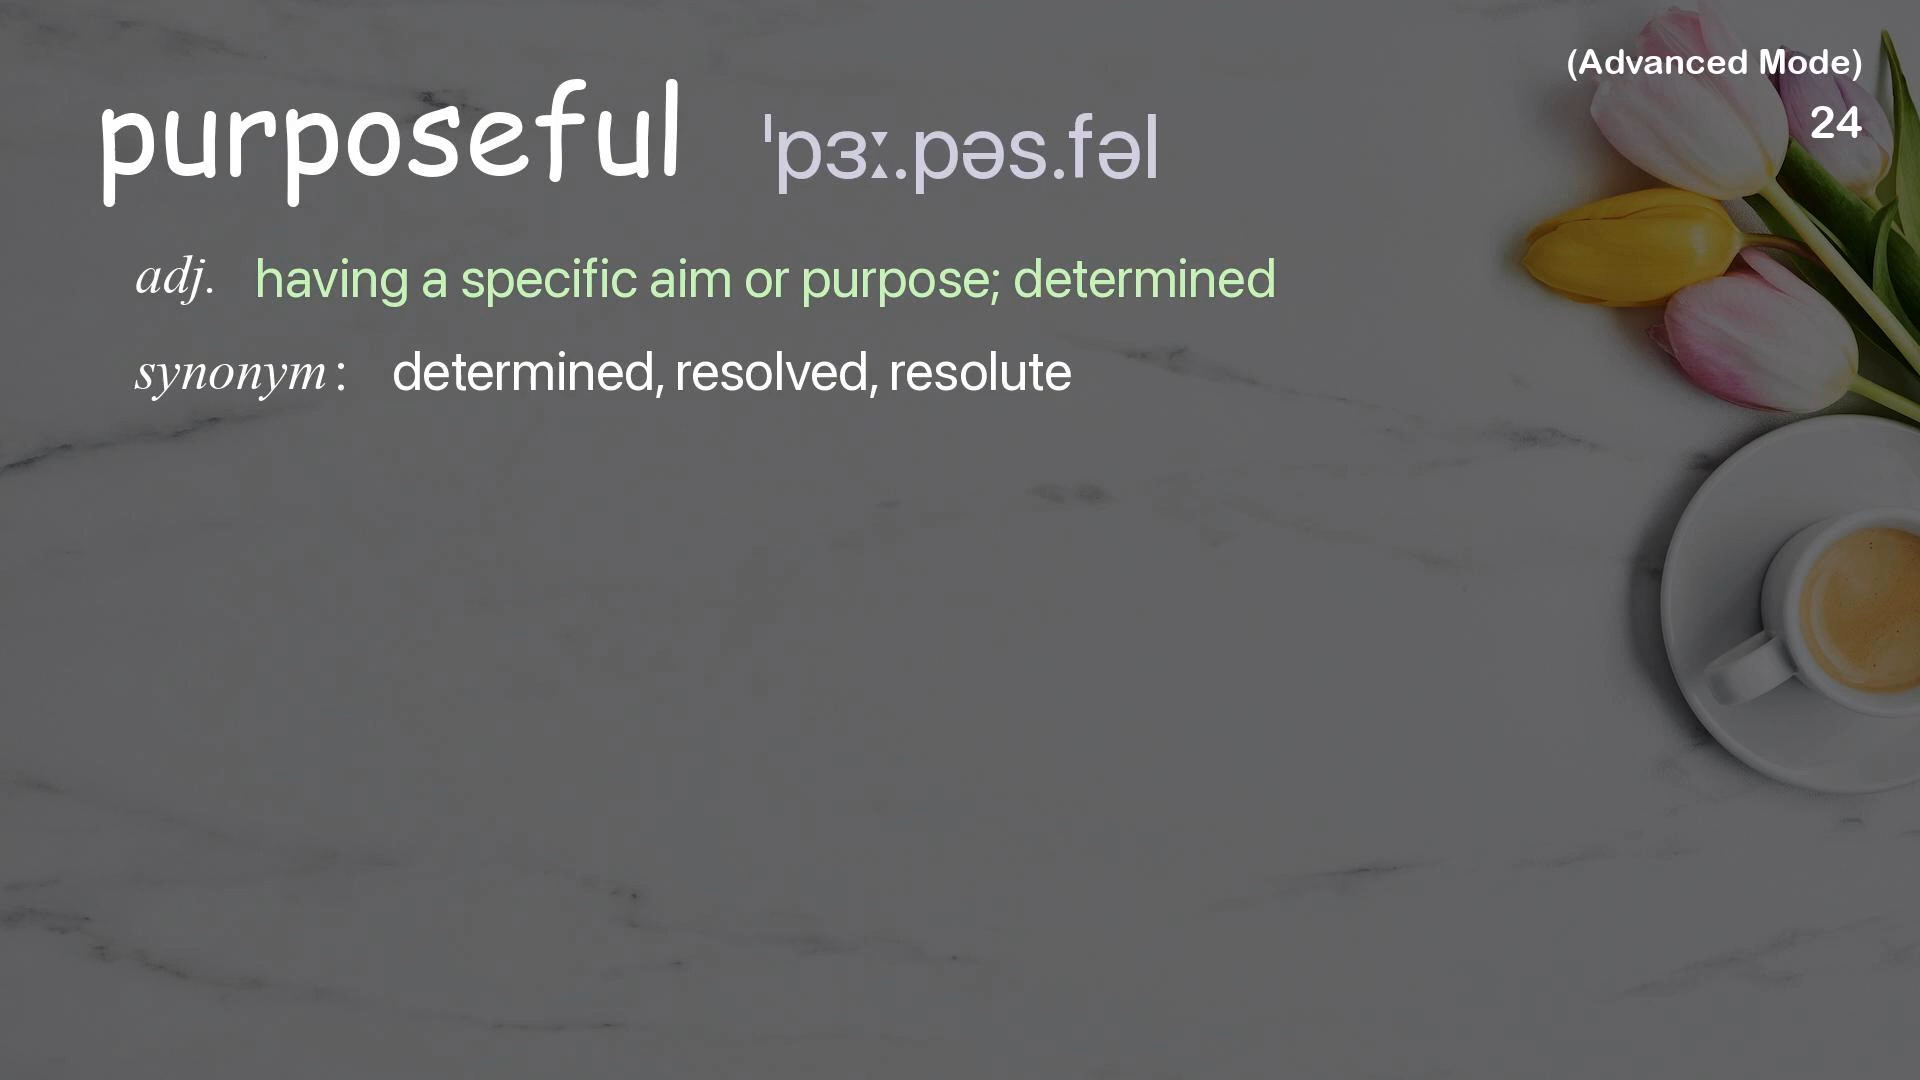 (Advanced Mode)
24
purposeful ˈpɜː.pəs.fəl
adj. having a specific aim or purpose; determined
synonym: determined, resolved, resolute